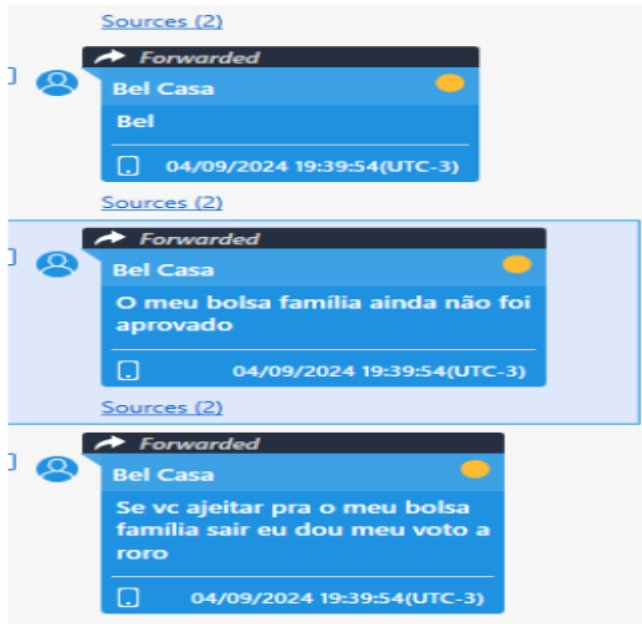 Sources (2)
Forwarded
Bel Casa
Bel
04/09/2024 19:39:54(UTC-3)
Sources (2)
Forwarded
Bel Casa
O meu bolsa família ainda não foi
aprovado
04/09/2024 19:39:54(UTC-3)
Sources (2)
Forwarded
Bel Casa
Se vc ajeitar pra o meu bolsa
família sair eu dou meu voto a
roro
04/09/2024 19:39:54(UTC-3)